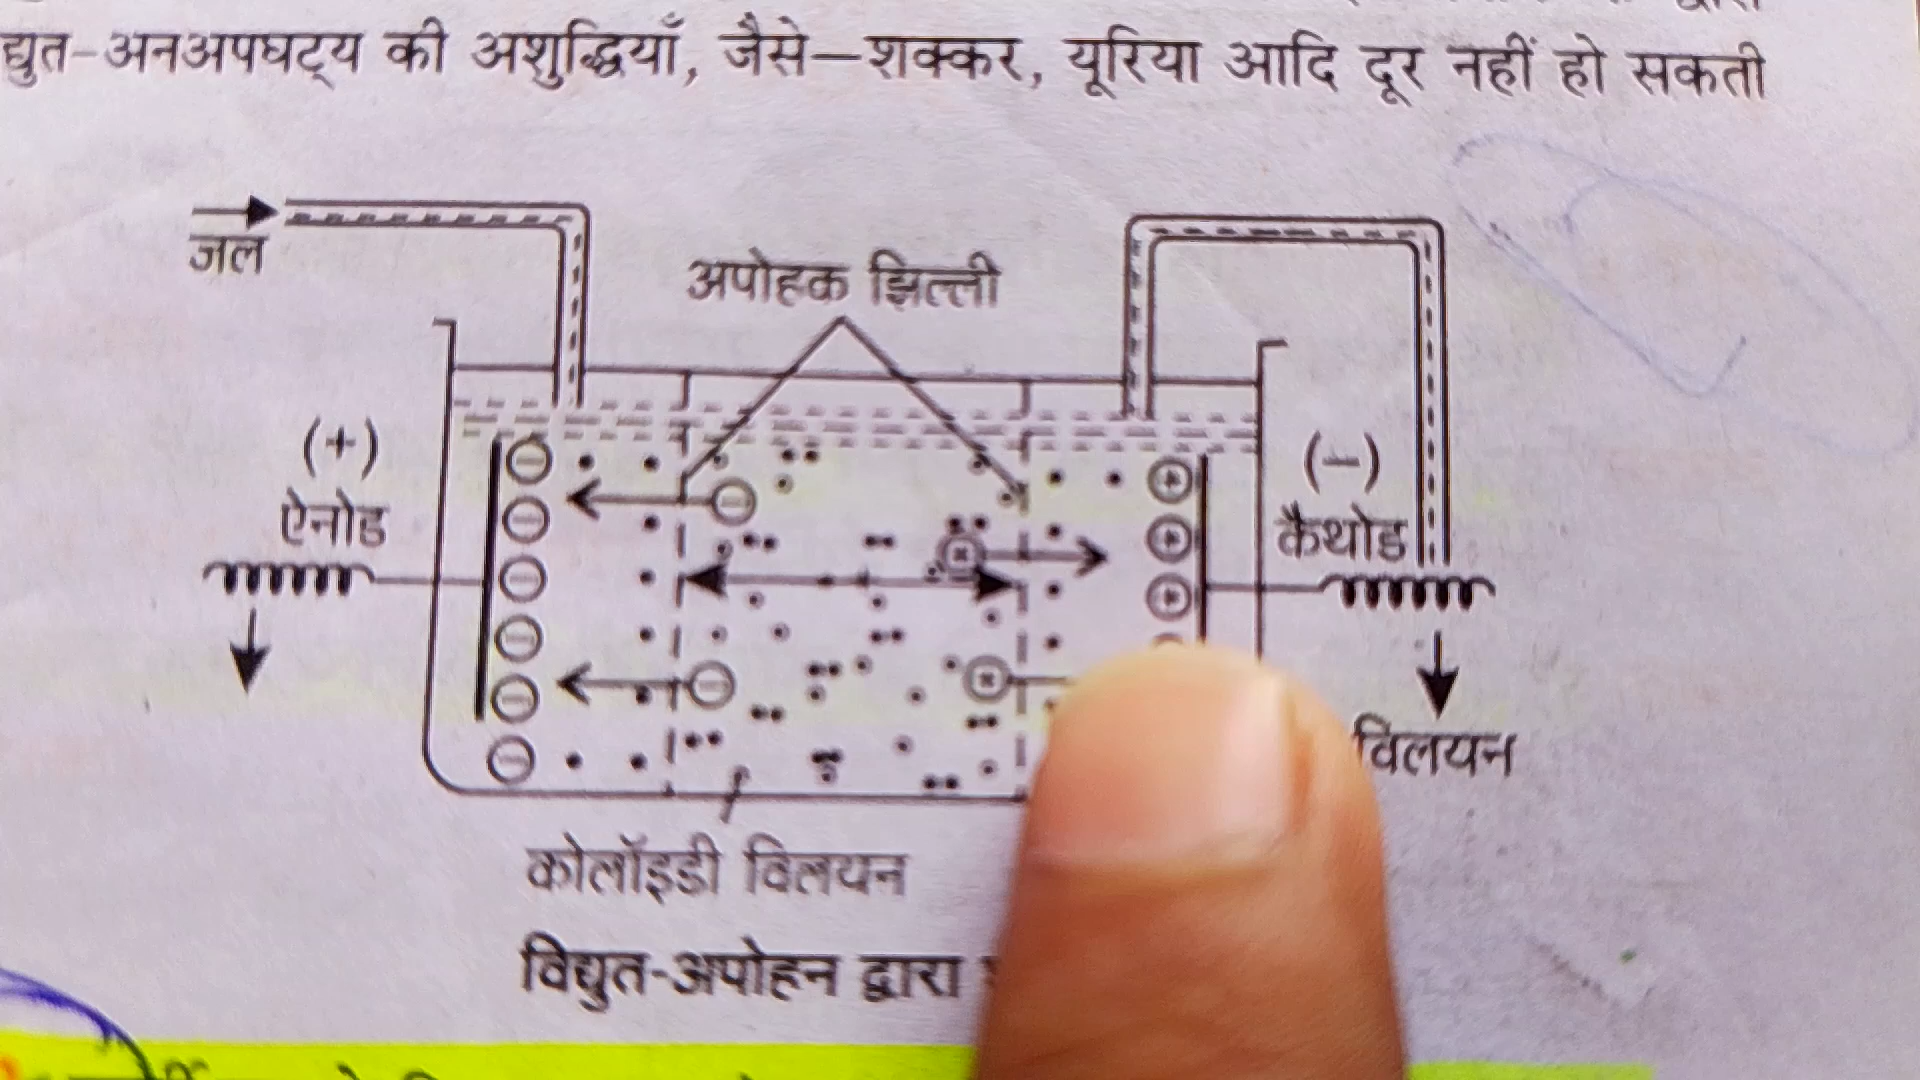 द्युत-अनअपघट्य की अशुद्धियाँ, जैसे—शक्कर, यूरिया आदि दूर नहीं हो सकती
जल
अपोहक झिल्ली
(+)
ऐनोड
(−)
कैथोड
विलयन
कोलॉइडी विलयन
विद्युत-अपोहन द्वारा